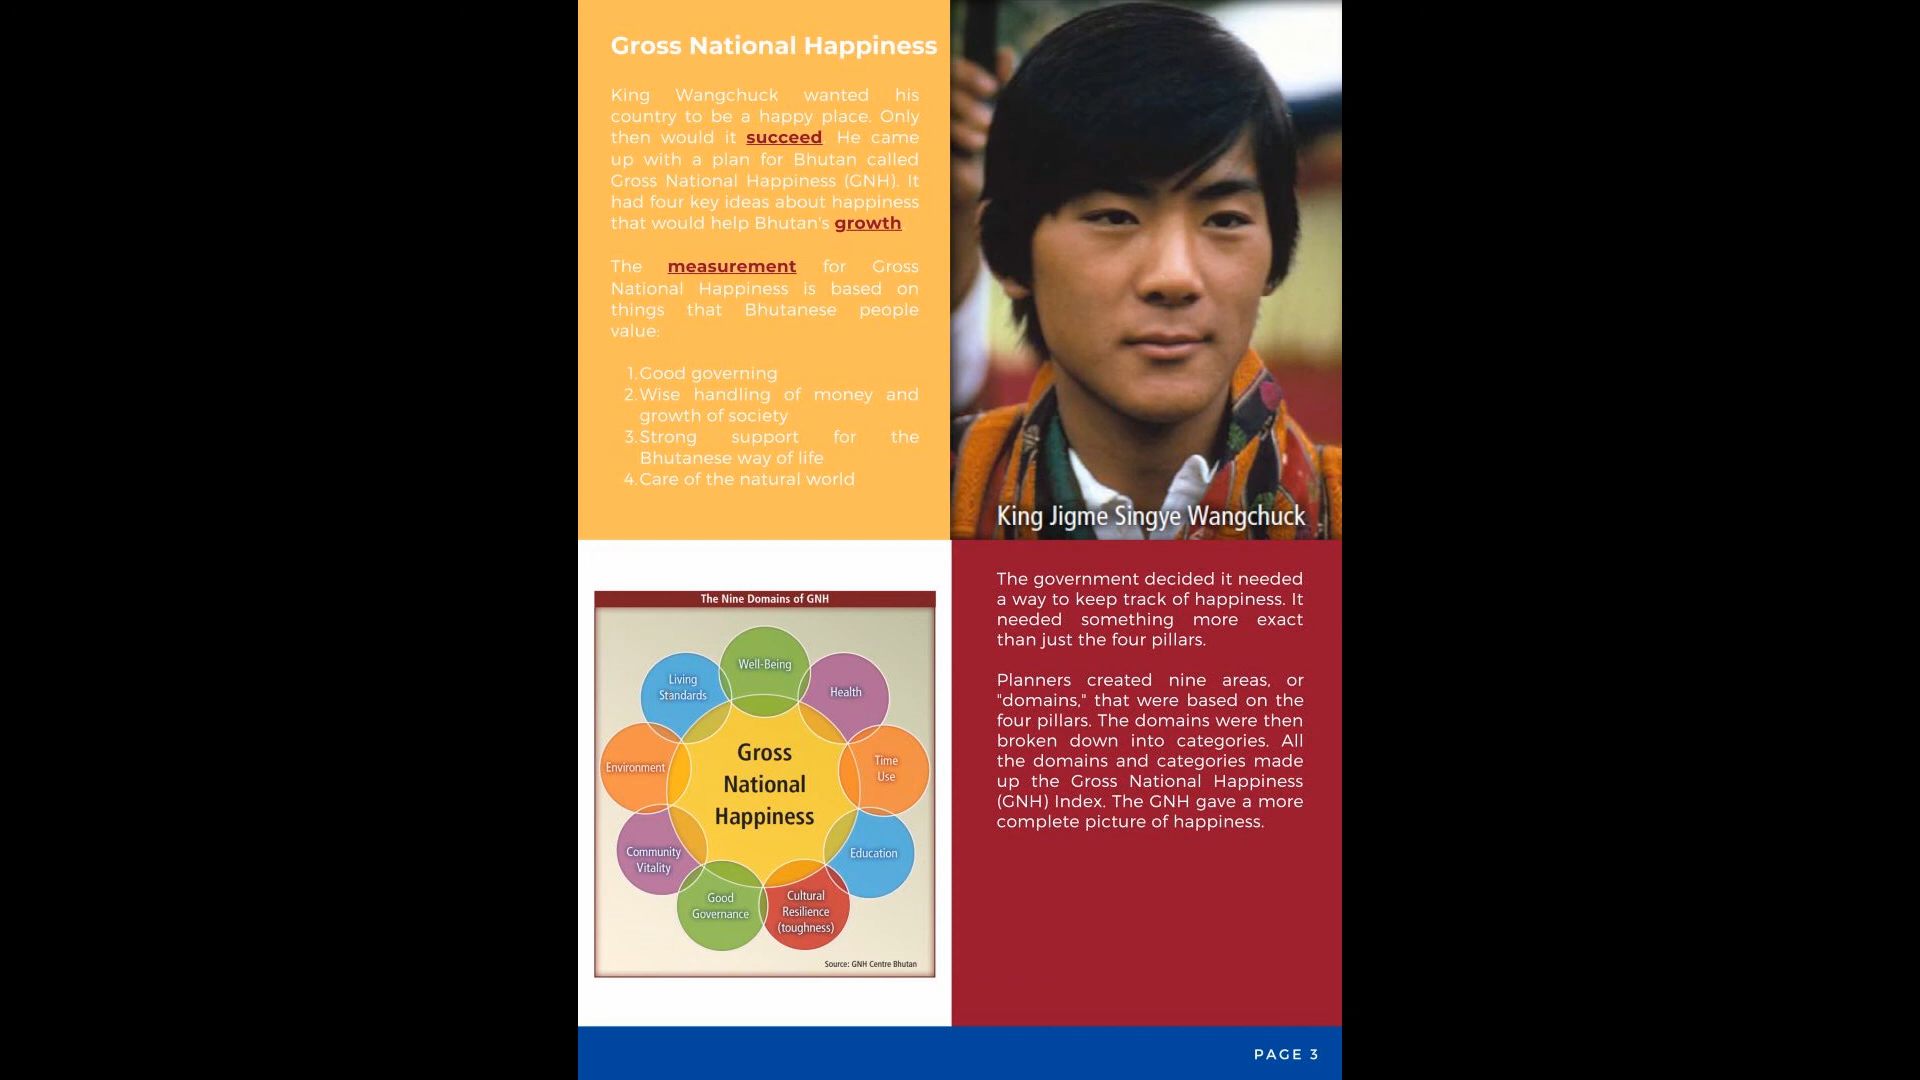 Gross National Happiness
King Wangchuck wanted his
country to be a happy place. Only
then would it succeed. He came
up with a plan for Bhutan called
Gross National Happiness (GNH). It
had four key ideas about happiness
that would help Bhutan's growth.
The measurement for Gross
National Happiness is based on
things that Bhutanese people
value:
1. Good governing
2. Wise handling of money and
growth of society
3. Strong support for the
Bhutanese way of life
4. Care of the natural world
King Jigme Singye Wangchuck
The Nine Domains of GNH
Well-Being
Living
Standards
Health
Environment
Gross
National
Happiness
Time
Use
Community
Vitality
Education
Good
Governance
Cultural
Resilience
(toughness)
Source: GNH Centre Bhutan
The government decided it needed
a way to keep track of happiness. It
needed something more exact
than just the four pillars.
Planners created nine areas, or
"domains," that were based on the
four pillars. The domains were then
broken down into categories. All
the domains and categories made
up the Gross National Happiness
(GNH) Index. The GNH gave a more
complete picture of happiness.
PAGE 3